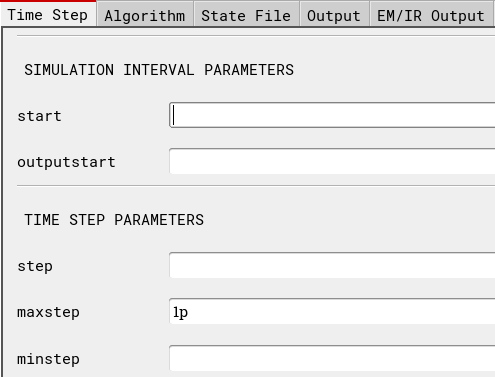 Time Step Algorithm State File Output EM/IR Output
SIMULATION INTERVAL PARAMETERS
start
outputstart
TIME STEP PARAMETERS
step
maxstep 1p
minstep